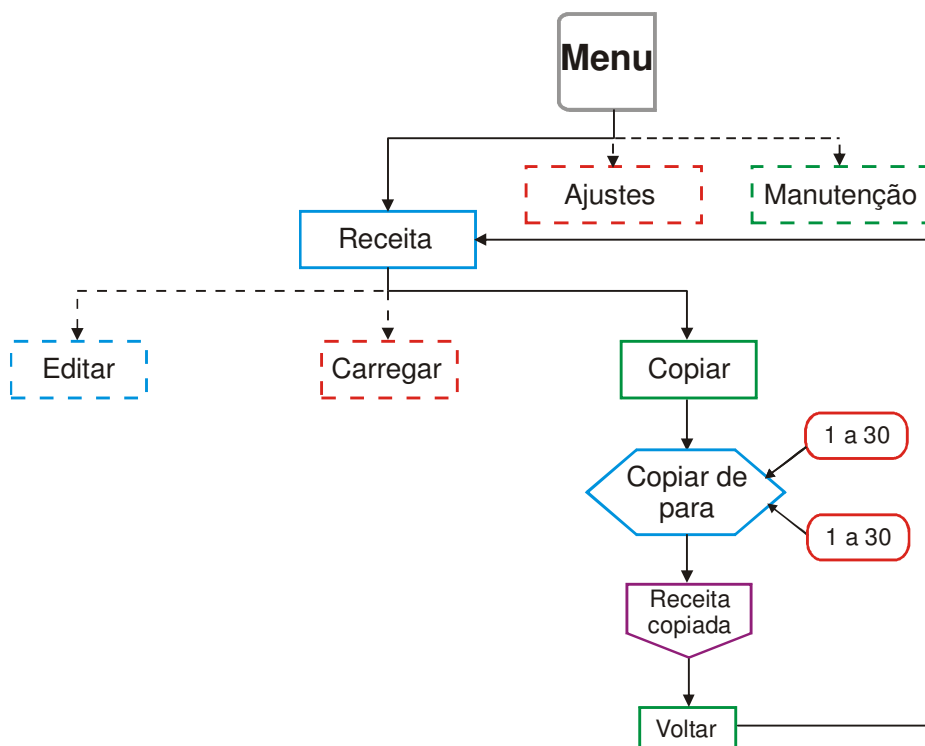 Menu
Ajustes
Manutenção
Receita
Editar
Carregar
Copiar
1 a 30
Copiar de
para
1 a 30
Receita
copiada
Voltar